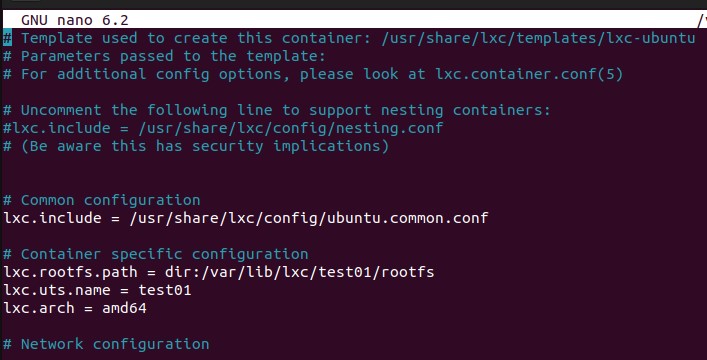 GNU nano 6.2 /
# Template used to create this container: /usr/share/lxc/templates/lxc-ubuntu
# Parameters passed to the template:
# For additional config options, please look at lxc.container.conf(5)
# Uncomment the following line to support nesting containers:
#lxc.include = /usr/share/lxc/config/nesting.conf
# (Be aware this has security implications)
# Common configuration
lxc.include = /usr/share/lxc/config/ubuntu.common.conf
# Container specific configuration
lxc.rootfs.path = dir:/var/lib/lxc/test01/rootfs
lxc.uts.name = test01
lxc.arch = amd64
# Network configuration